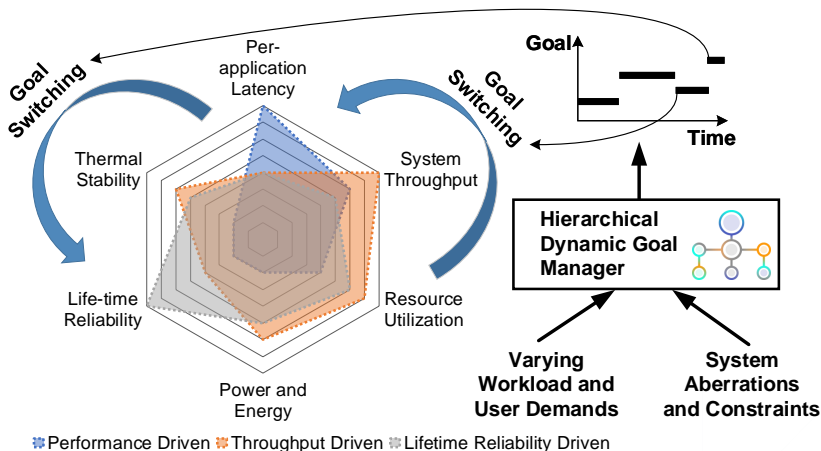 Goal
Switching
Per-
application
Latency
Thermal
Stability
System
Throughput
Life-time
Reliability
Resource
Utilization
Power and
Energy
Goal
Switching
Goal
Time
Hierarchical
Dynamic Goal
Manager
Varying
Workload and
User Demands
System
Aberrations
and Constraints
Performance Driven Throughput Driven Lifetime Reliability Driven